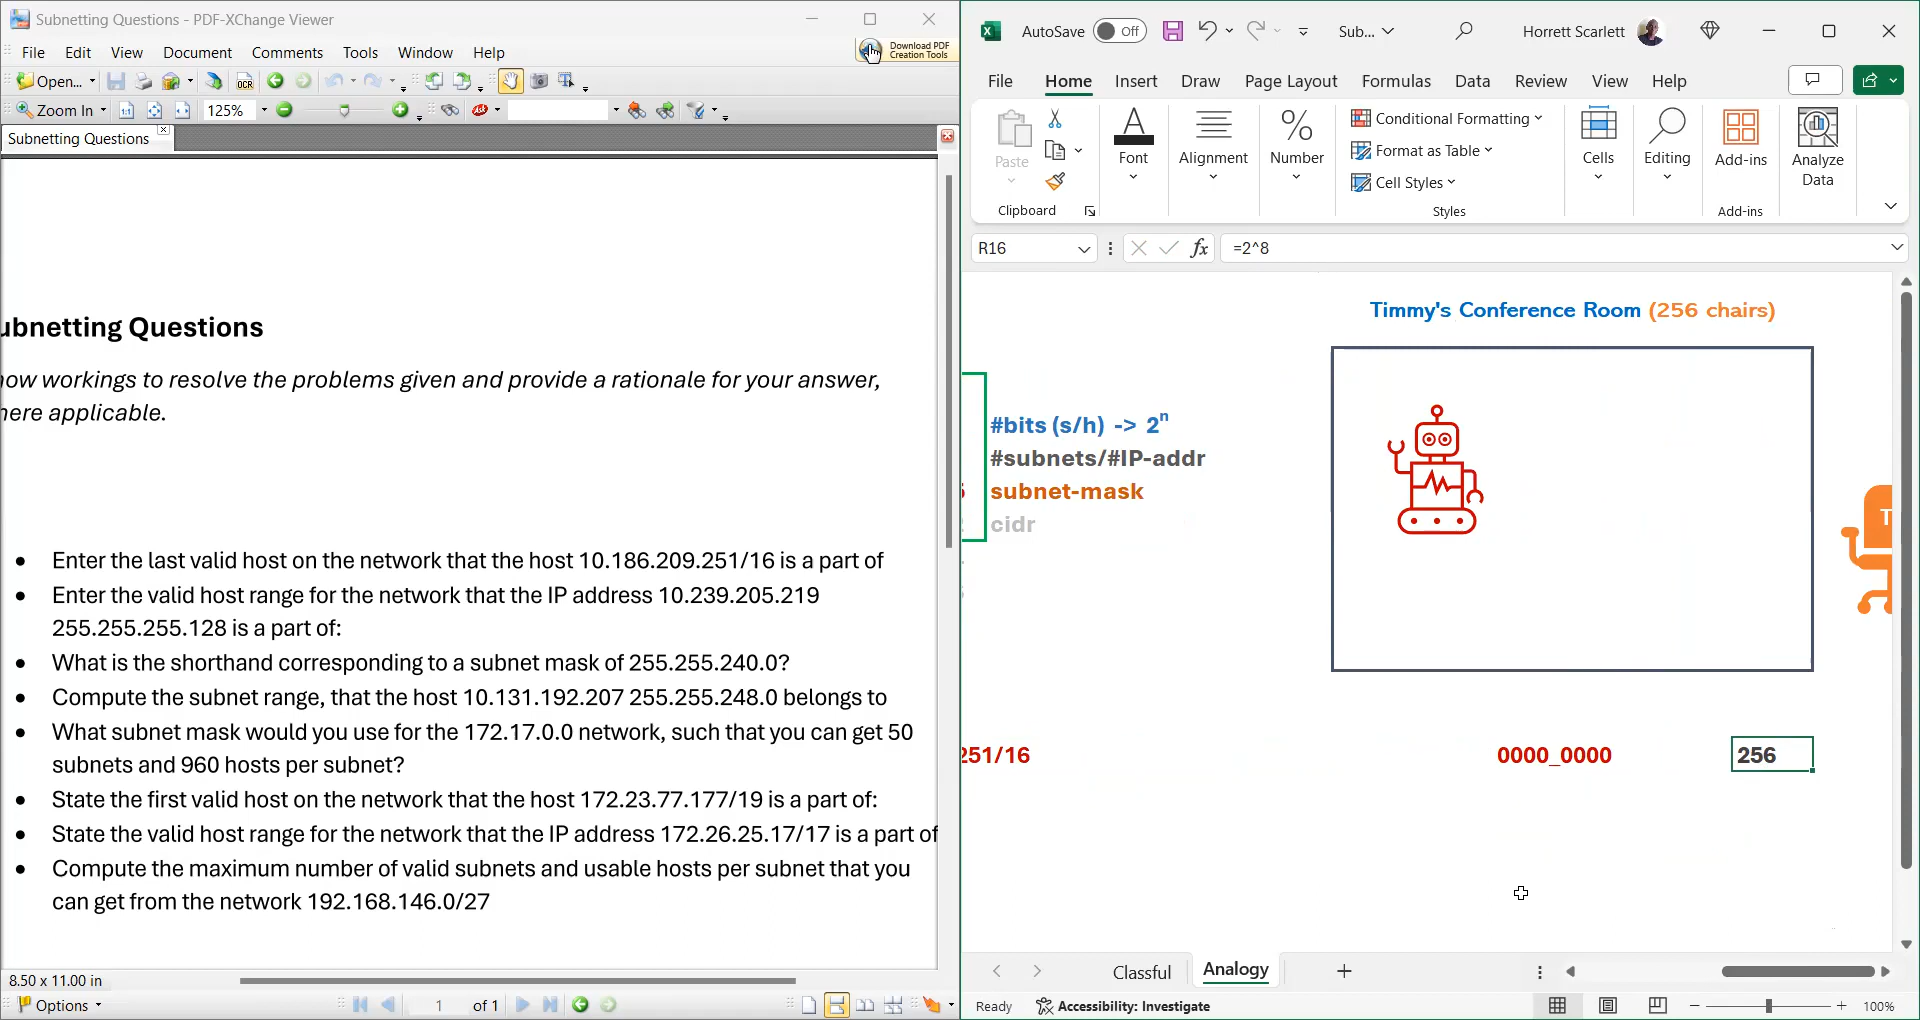 Subnetting Questions - PDF-XChange Viewer
File Edit View Document Comments Tools Window Help
Download PDF
Creation Tools
Open...
OCR
Zoom In
125%
Subnetting Questions
ubnetting Questions
ow workings to resolve the problems given and provide a rationale for your answer,
here applicable.
Enter the last valid host on the network that the host 10.186.209.251/16 is a part of
Enter the valid host range for the network that the IP address 10.239.205.219
255.255.255.128 is a part of:
What is the shorthand corresponding to a subnet mask of 255.255.240.0?
Compute the subnet range, that the host 10.131.192.207 255.255.248.0 belongs to
What subnet mask would you use for the 172.17.0.0 network, such that you can get 50
subnets and 960 hosts per subnet?
State the first valid host on the network that the host 172.23.77.177/19 is a part of:
State the valid host range for the network that the IP address 172.26.25.17/17 is a part of
Compute the maximum number of valid subnets and usable hosts per subnet that you
can get from the network 192.168.146.0/27
8.50 x 11.00 in
Options
1 of 1
AutoSave Off
Sub...
Horrett Scarlett
File Home Insert Draw Page Layout Formulas Data Review View Help
Paste
Clipboard
Font
Alignment
Number
Conditional Formatting
Format as Table
Cell Styles
Styles
Cells
Editing
Add-ins
Add-ins
Analyze
Data
R16
fx
=2^8
Timmy's Conference Room (256 chairs)
#bits (s/h) -> 2ⁿ
#subnets/#IP-addr
subnet-mask
cidr
T
251/16
0000_0000
256
Classful
Analogy
Ready
Accessibility: Investigate
100%